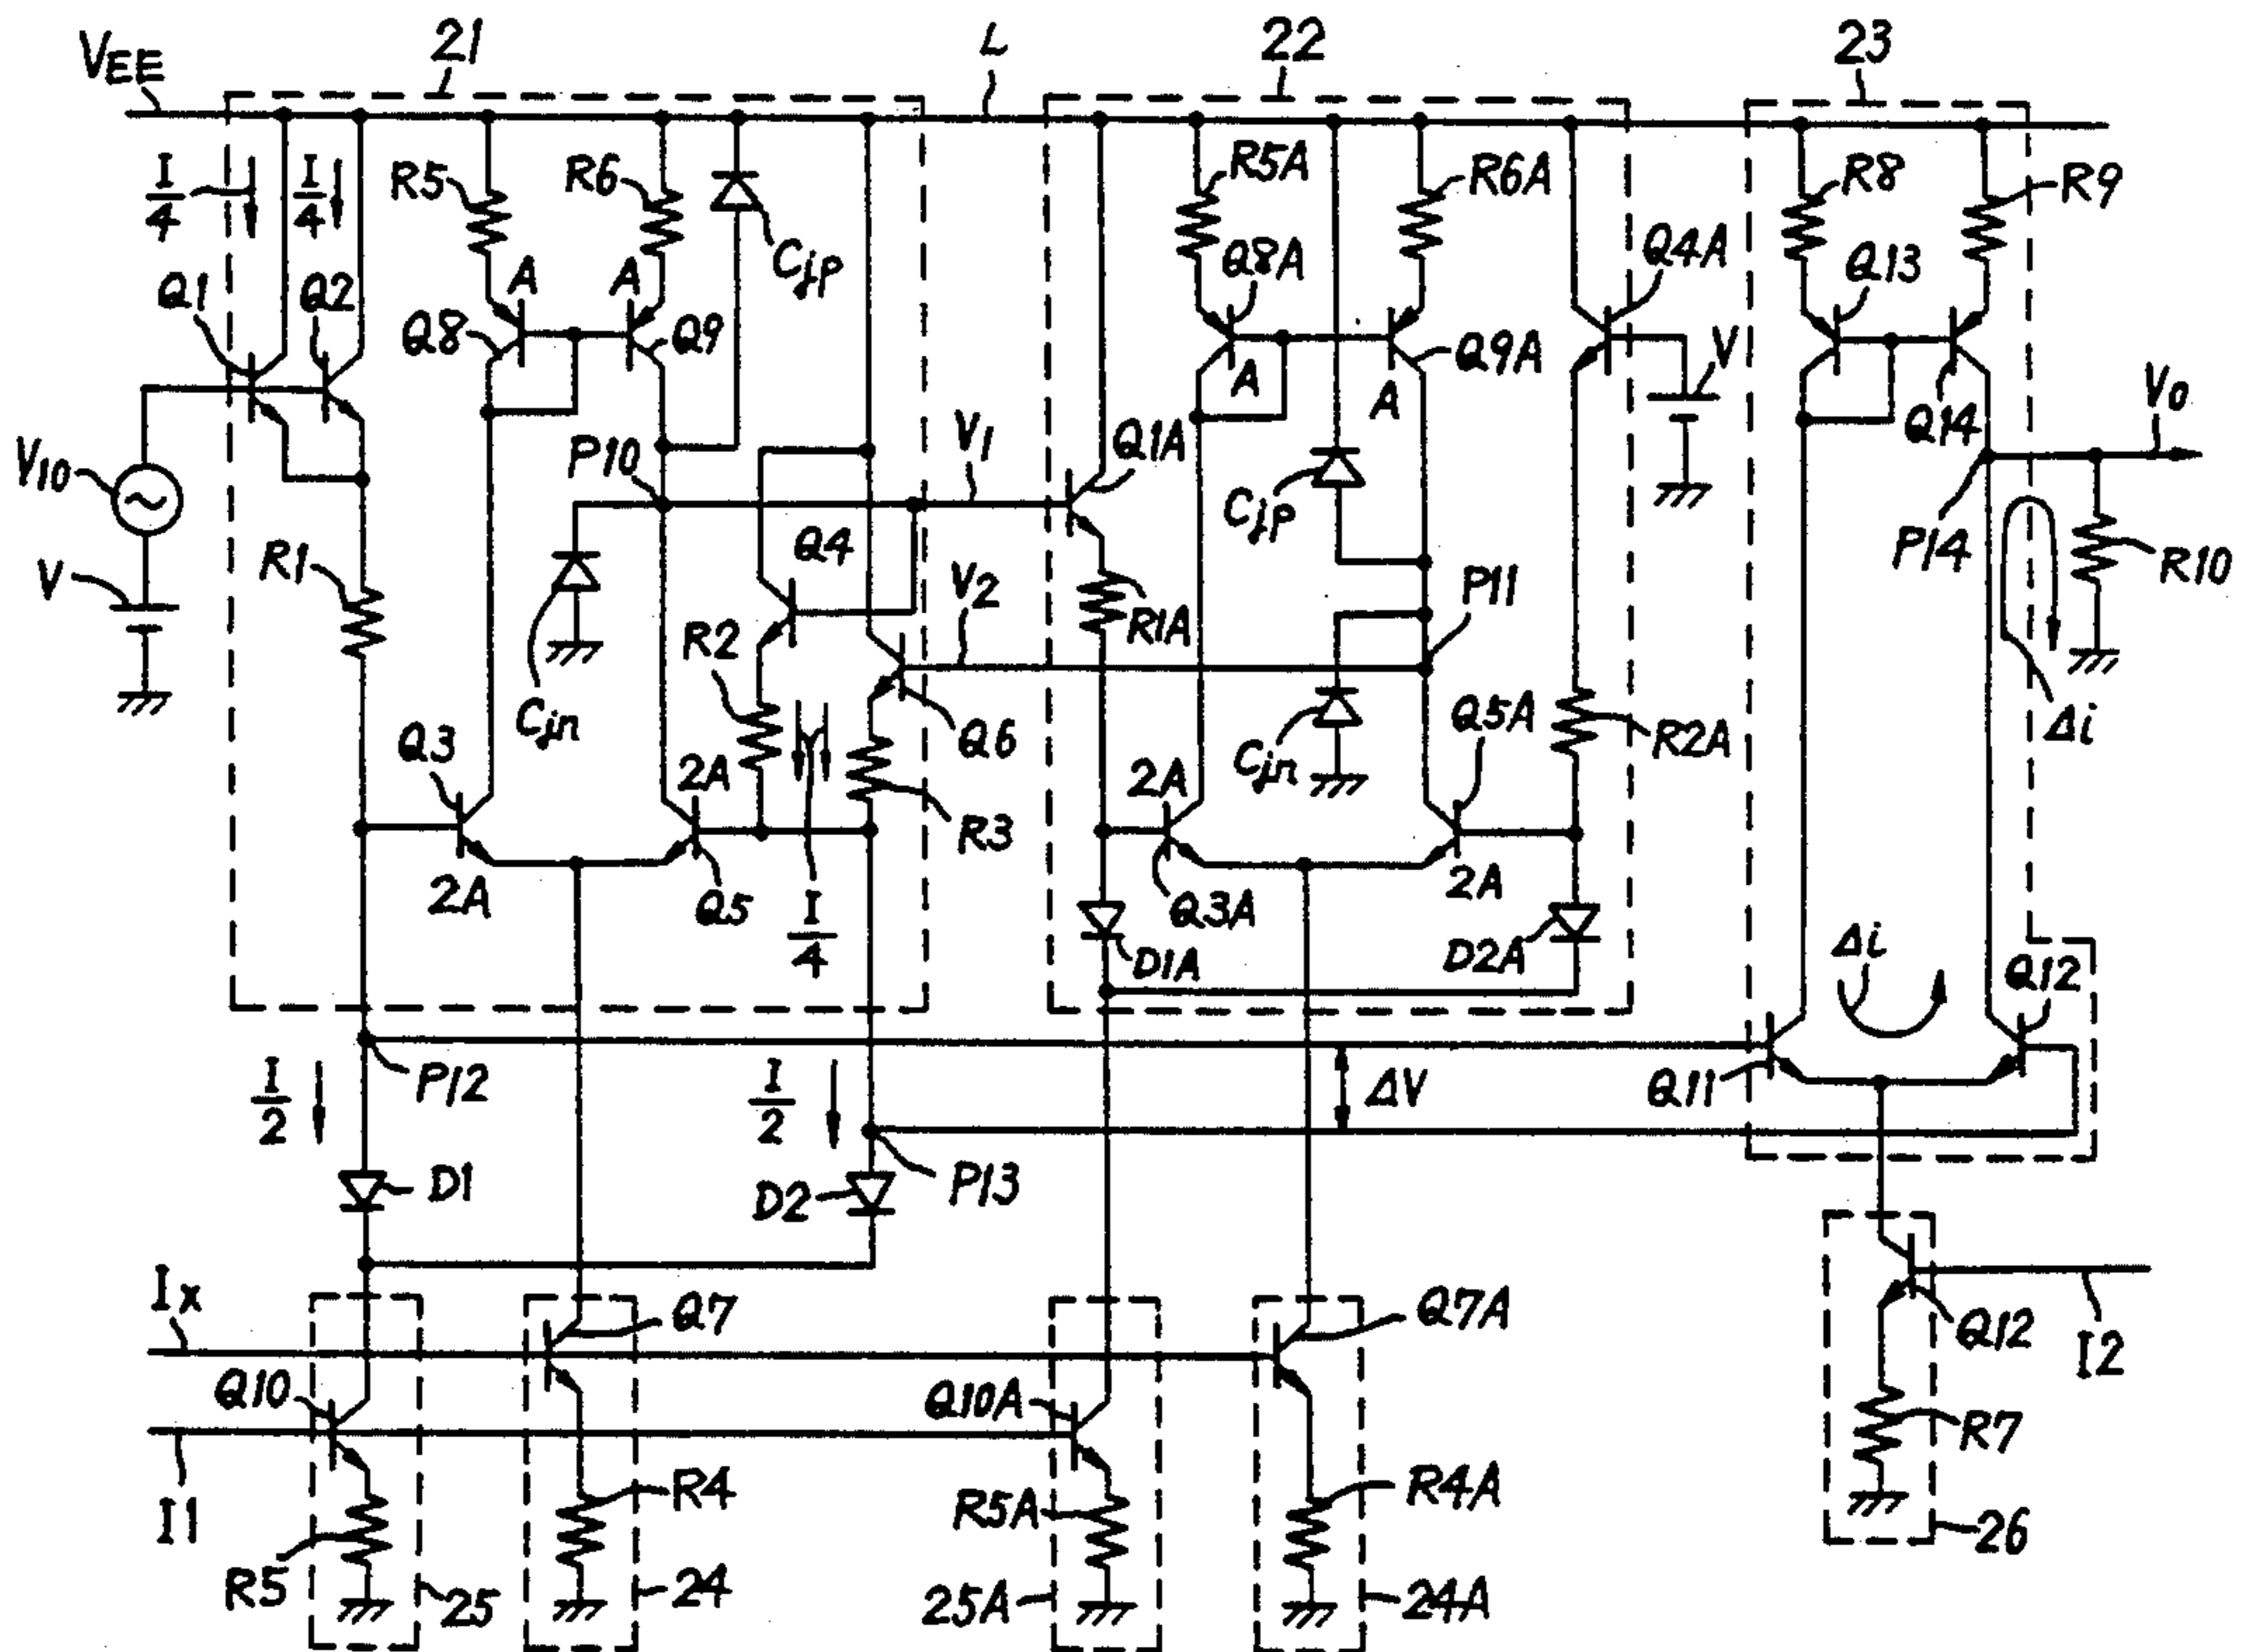 21
L
22
23
VEE
I/4
I/4
R5
R6
Cjp
R5A
R6A
R8
R9
Q1
Q2
A
A
Q8
Q9
Q8A
Q4A
Q13
A
A
Q9A
V
Q14
V0
V10
P10
V1
Q1A
Cjp
P14
R10
V
R1
Q4
V2
R1A
P11
R2
Cjn
Q6
Cjn
Q5A
R2A
Δi
Q3
2A
R3
2A
2A
Q5
I/4
Q3A
2A
D1A
D2A
Δi
Q12
I/2
P12
I/2
ΔV
Q11
D1
D2
P13
Ix
Q7
Q7A
Q12
I2
Q10
Q10A
R7
I1
R4
R4A
R5
R5A
25
24
25A
24A
26